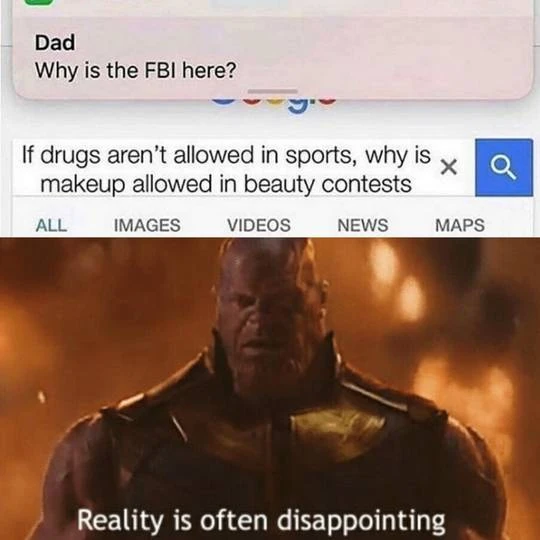 Dad
Why is the FBI here?
If drugs aren't allowed in sports, why is
makeup allowed in beauty contests
ALL IMAGES VIDEOS NEWS MAPS
Reality is often disappointing